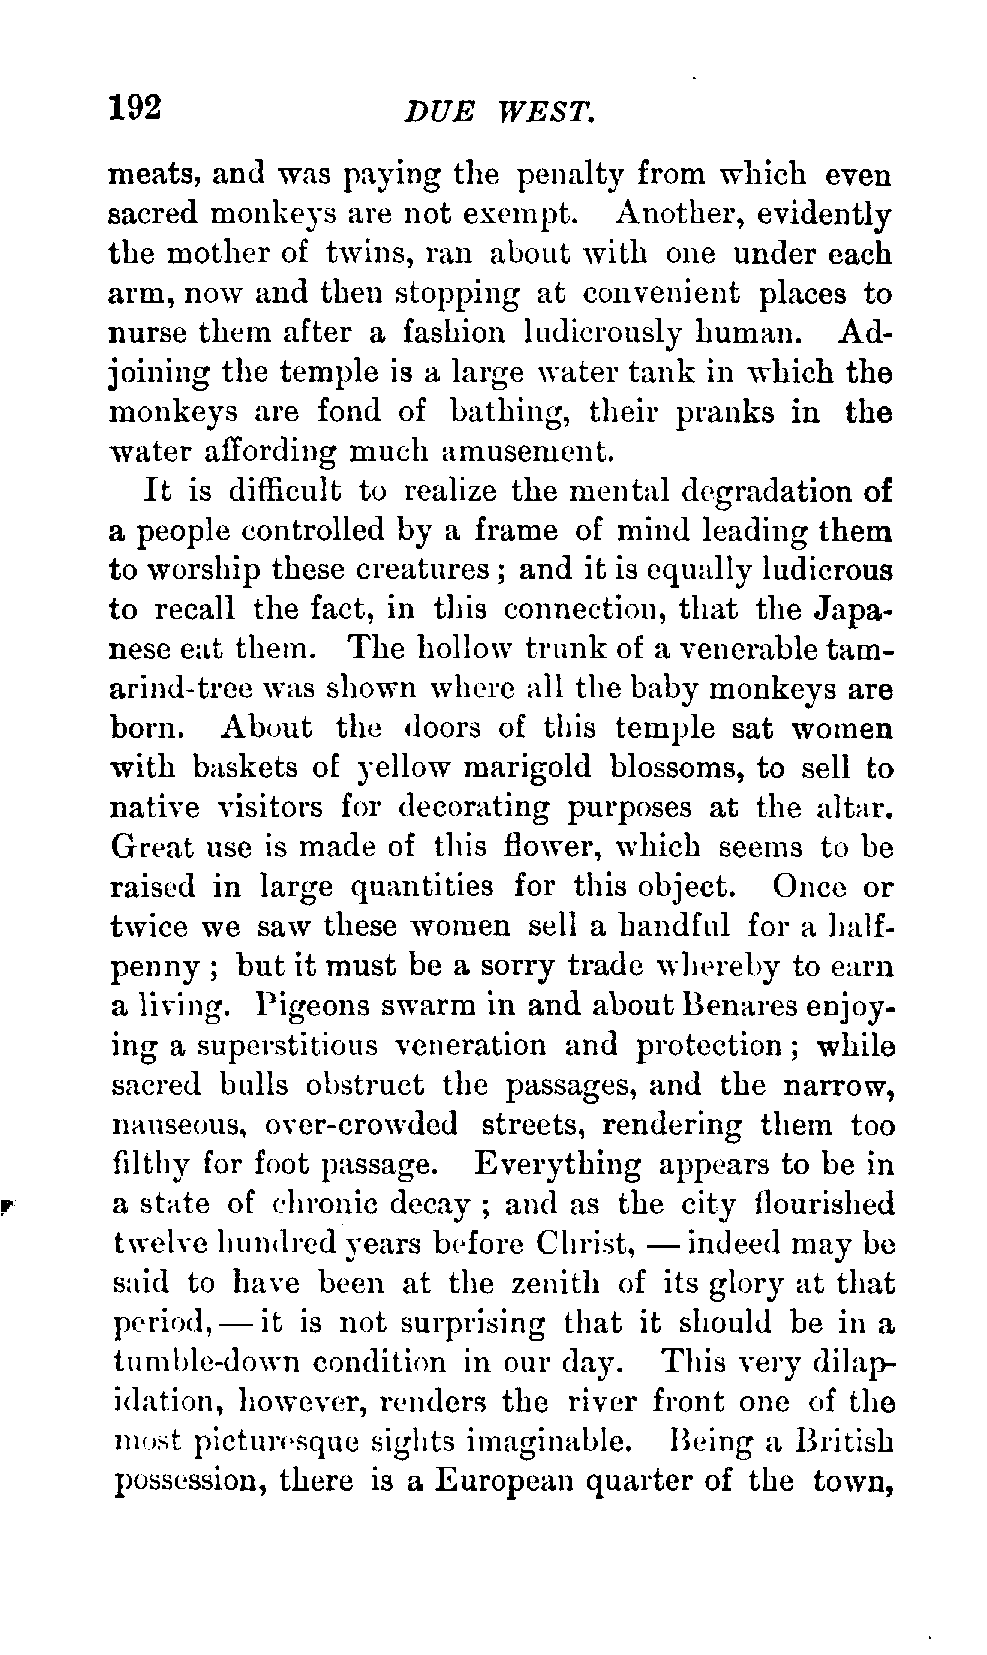 192 DUE WEST.
meats, and was paying the penalty from which even
sacred monkeys are not exempt. Another, evidently
the mother of twins, ran about with one under each
arm, now and then stopping at convenient places to
nurse them after a fashion ludicrously human. Ad-
joining the temple is a large water tank in which the
monkeys are fond of bathing, their pranks in the
water affording much amusement.
It is difficult to realize the mental degradation of
a people controlled by a frame of mind leading them
to worship these creatures; and it is equally ludicrous
to recall the fact, in this connection, that the Japa-
nese eat them. The hollow trunk of a venerable tam-
arind-tree was shown where all the baby monkeys are
born. About the doors of this temple sat women
with baskets of yellow marigold blossoms, to sell to
native visitors for decorating purposes at the altar.
Great use is made of this flower, which seems to be
raised in large quantities for this object. Once or
twice we saw these women sell a handful for a half-
penny; but it must be a sorry trade whereby to earn
a living. Pigeons swarm in and about Benares enjoy-
ing a superstitious veneration and protection; while
sacred bulls obstruct the passages, and the narrow,
nauseous, over-crowded streets, rendering them too
filthy for foot passage. Everything appears to be in
a state of chronic decay; and as the city flourished
twelve hundred years before Christ, — indeed may be
said to have been at the zenith of its glory at that
period, — it is not surprising that it should be in a
tumble-down condition in our day. This very dilap-
idation, however, renders the river front one of the
most picturesque sights imaginable. Being a British
possession, there is a European quarter of the town,